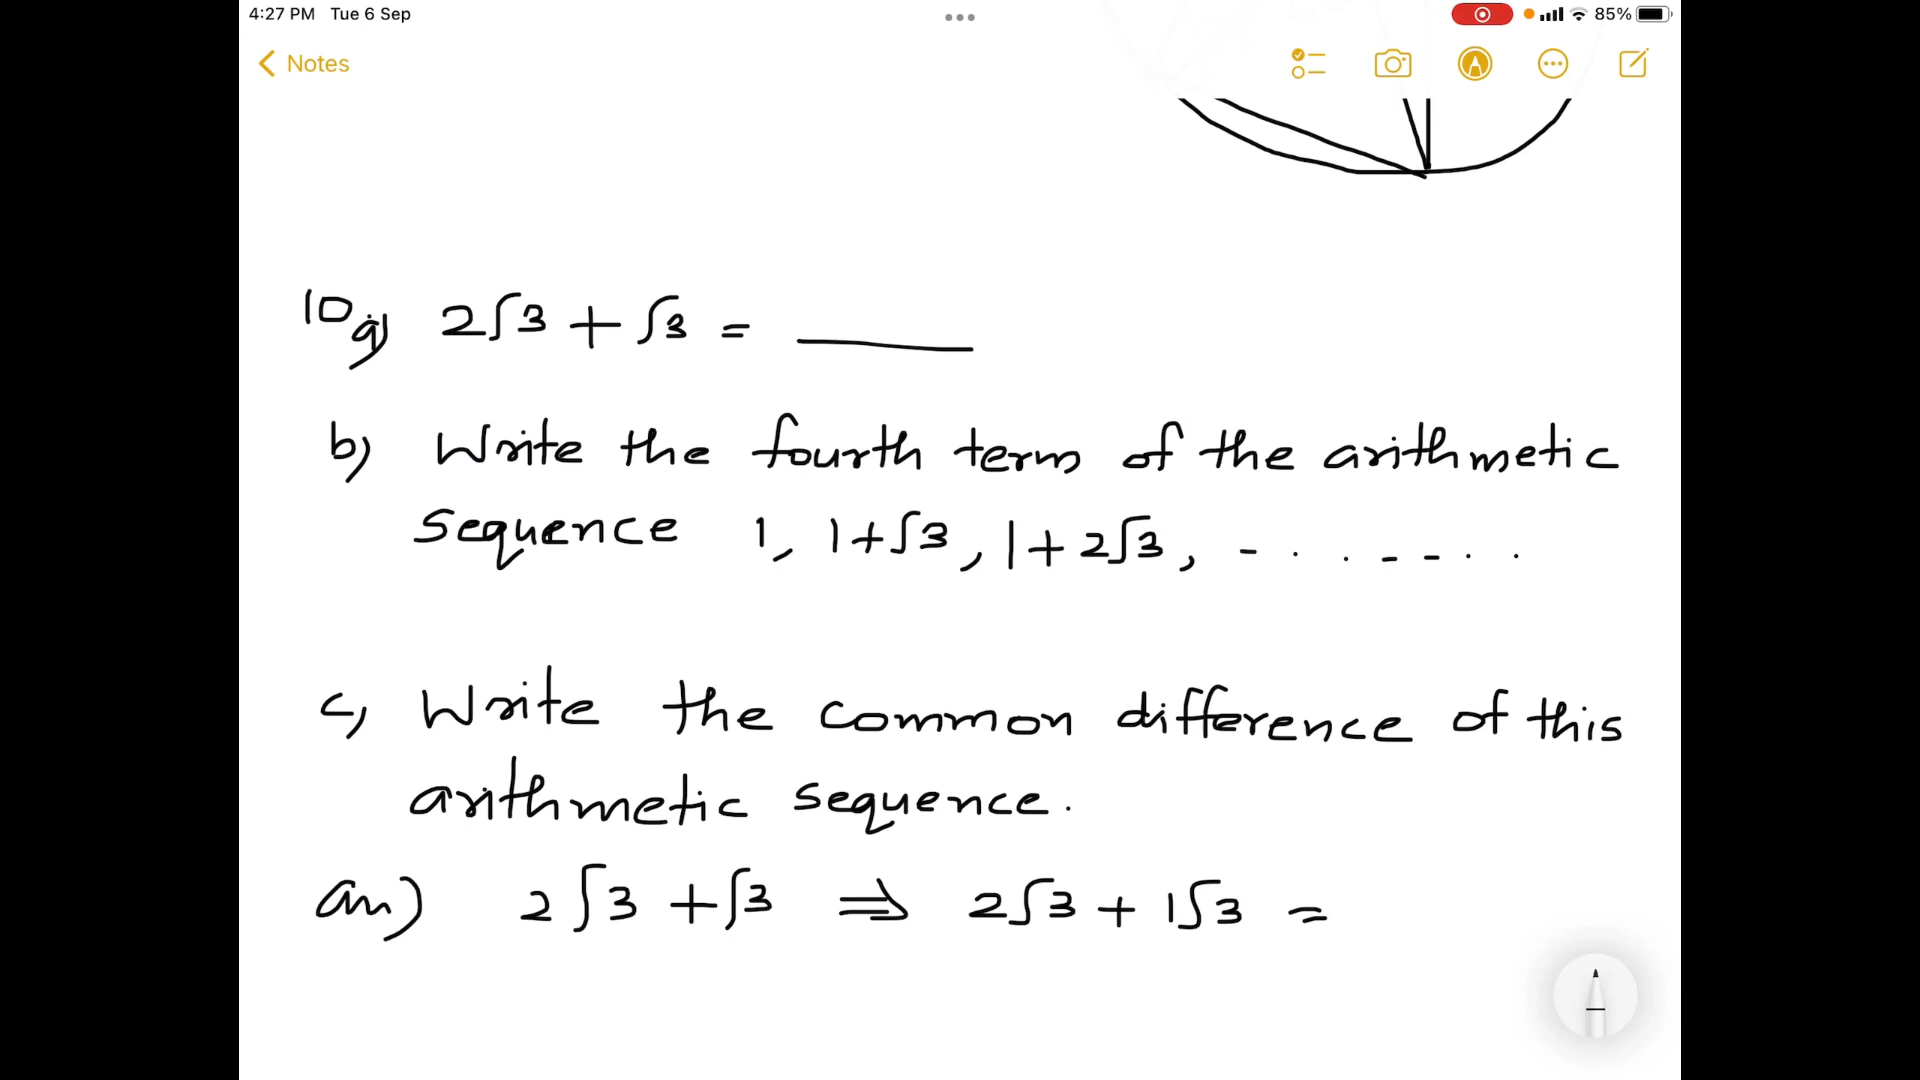 4:27 PM Tue 6 Sep
85%
Notes
10 a) 2√3 + √3 = ______
b) Write the fourth term of the arithmetic
sequence 1, 1+√3, 1+2√3, - . . - - . .
c) Write the common difference of this
arithmetic sequence.
an) 2√3 + √3 ⇒ 2√3 + 1√3 =